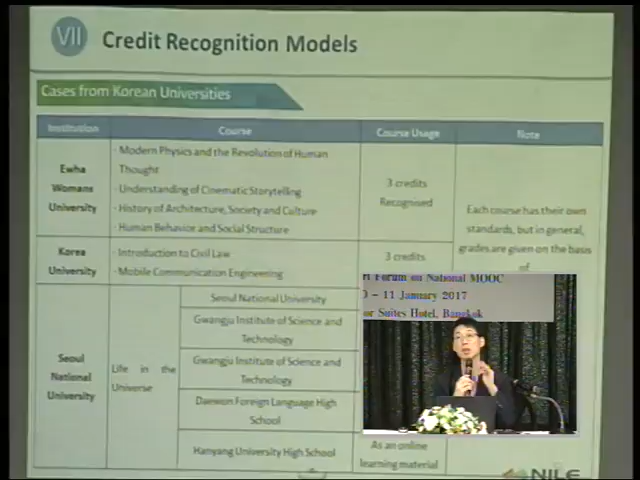 VII
Credit Recognition Models
Cases from Korean Universities
Institution
Course
Course Usage
Note
Ewha
Womans
University
· Modern Physics and the Revolution of Human
Thought
· Understanding of Cinematic Storytelling
· History of Architecture, Society and Culture
· Human Behavior and Social Structure
3 credits
Recognised
Each course has their own
standards, but in general,
grades are given on the basis
of
Korea
University
· Introduction to Civil Law
· Mobile Communication Engineering
3 credits
Seoul
National
University
Life in the
Universe
Seoul National University
Gwangju Institute of Science and
Technology
Gwangju Institute of Science and
Technology
Daewon Foreign Language High
School
Hanyang University High School
As an online
learning material
Forum on National MOOC
– 11 January 2017
or Suites Hotel, Bangkok
NILE